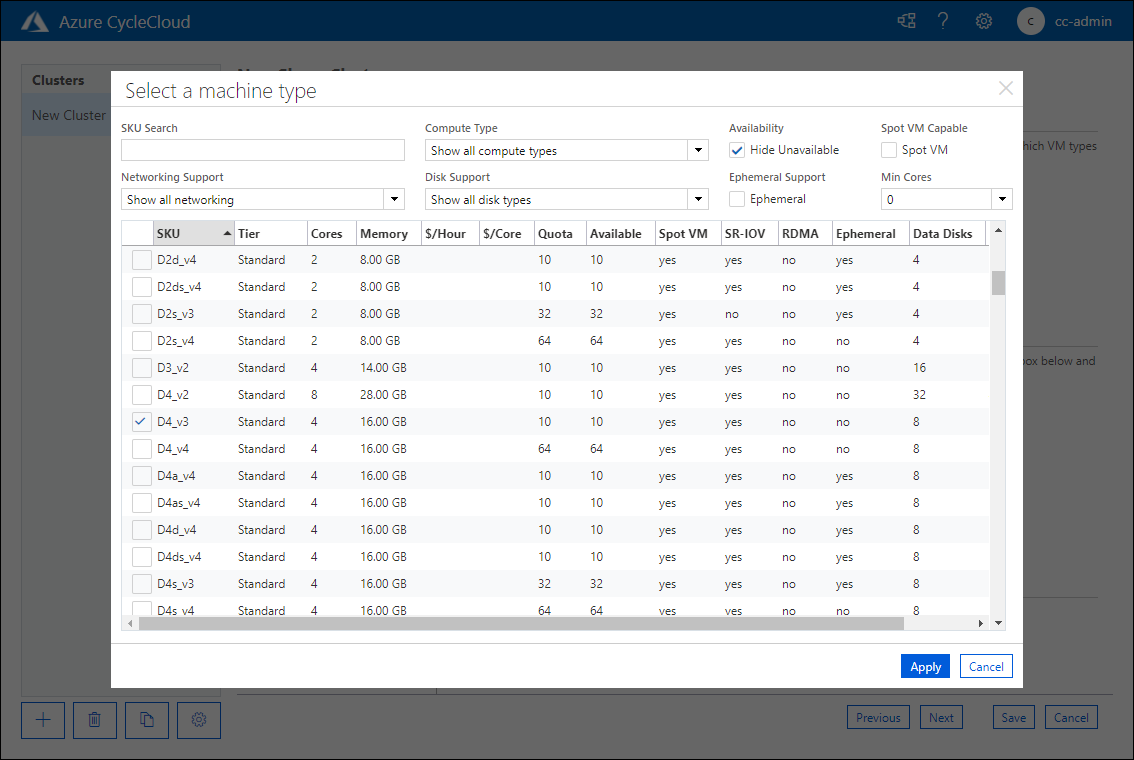 Azure CycleCloud
C
cc-admin
Clusters
New Cluster
hich VM types
box below and
Select a machine type
SKU Search
Compute Type
Availability
Spot VM Capable
Show all compute types
Hide Unavailable
Spot VM
Networking Support
Disk Support
Ephemeral Support
Min Cores
Show all networking
Show all disk types
Ephemeral
0
SKU Tier Cores Memory $/Hour $/Core Quota Available Spot VM SR-IOV RDMA Ephemeral Data Disks
D2d_v4 Standard 2 8.00 GB 10 10 yes yes no yes 4
D2ds_v4 Standard 2 8.00 GB 10 10 yes yes no yes 4
D2s_v3 Standard 2 8.00 GB 32 32 yes no no yes 4
D2s_v4 Standard 2 8.00 GB 64 64 yes yes no no 4
D3_v2 Standard 4 14.00 GB 10 10 yes yes no no 16
D4_v2 Standard 8 28.00 GB 10 10 yes yes no no 32
D4_v3 Standard 4 16.00 GB 10 10 yes yes no no 8
D4_v4 Standard 4 16.00 GB 64 64 yes yes no no 8
D4a_v4 Standard 4 16.00 GB 10 10 yes yes no yes 8
D4as_v4 Standard 4 16.00 GB 10 10 yes yes no yes 8
D4d_v4 Standard 4 16.00 GB 10 10 yes yes no yes 8
D4ds_v4 Standard 4 16.00 GB 10 10 yes yes no yes 8
D4s_v3 Standard 4 16.00 GB 32 32 yes yes no yes 8
D4s_v4 Standard 4 16.00 GB 64 64 yes yes no no 8
Apply
Cancel
Previous
Next
Save
Cancel